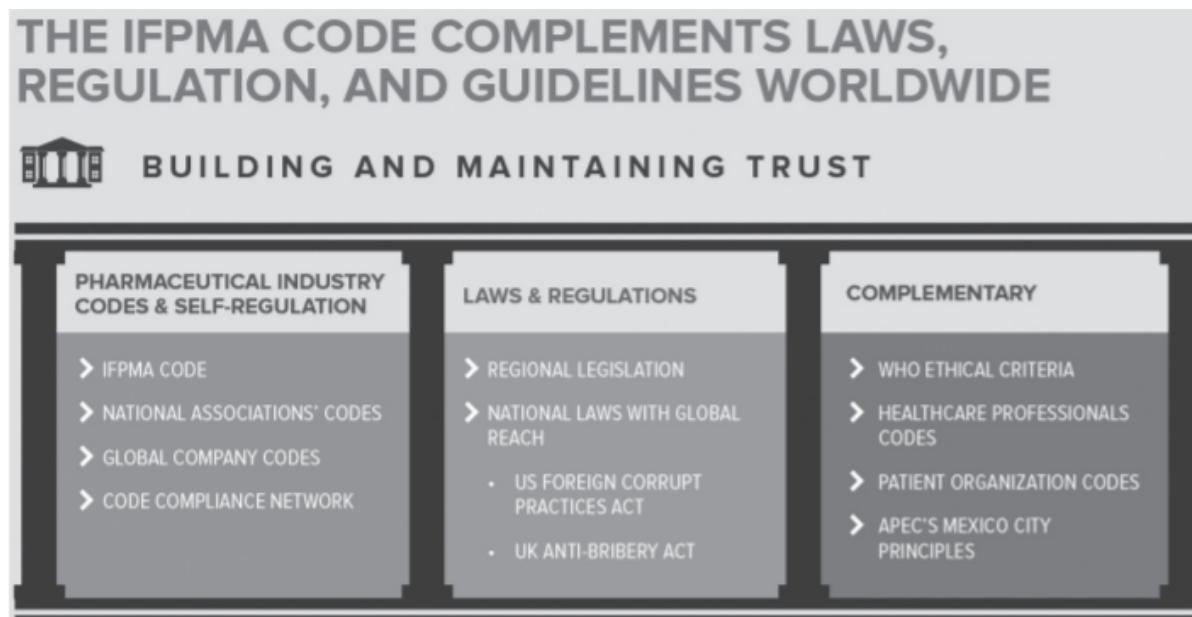 THE IFPMA CODE COMPLEMENTS LAWS,
REGULATION, AND GUIDELINES WORLDWIDE
BUILDING AND MAINTAINING TRUST
PHARMACEUTICAL INDUSTRY
CODES & SELF-REGULATION
IFPMA CODE
NATIONAL ASSOCIATIONS' CODES
GLOBAL COMPANY CODES
CODE COMPLIANCE NETWORK
LAWS & REGULATIONS
REGIONAL LEGISLATION
NATIONAL LAWS WITH GLOBAL
REACH
• US FOREIGN CORRUPT
PRACTICES ACT
• UK ANTI-BRIBERY ACT
COMPLEMENTARY
WHO ETHICAL CRITERIA
HEALTHCARE PROFESSIONALS
CODES
PATIENT ORGANIZATION CODES
APEC'S MEXICO CITY
PRINCIPLES